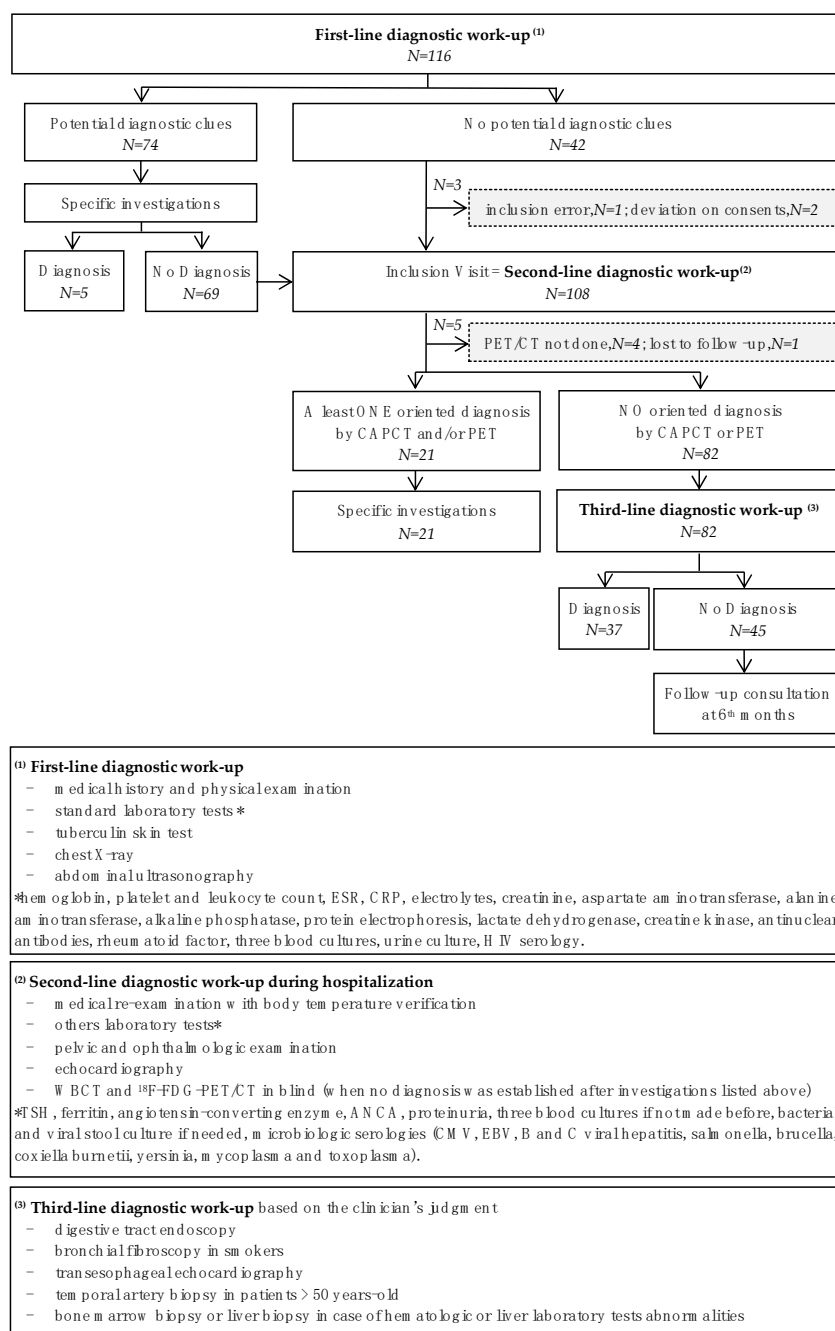 First-line diagnostic work-up (1)
N=116
Potential diagnostic clues
N=74
No potential diagnostic clues
N=42
N=3
inclusion error, N=1; deviation on consents, N=2
Specific investigations
Diagnosis
N=5
No Diagnosis
N=69
Inclusion Visit= Second-line diagnostic work-up(2)
N=108
N=5
PET/CT not done, N=4; lost to follow-up, N=1
A least ONE oriented diagnosis
by CAPCT and/or PET
N=21
NO oriented diagnosis
by CAPCT or PET
N=82
Specific investigations
N=21
Third-line diagnostic work-up (3)
N=82
Diagnosis
N=37
No Diagnosis
N=45
Follow-up consultation
at 6th months
(1) First-line diagnostic work-up
– medical history and physical examination
– standard laboratory tests*
– tuberculin skin test
– chest X-ray
– abdominal ultrasonography
*hemoglobin, platelet and leukocyte count, ESR, CRP, electrolytes, creatinine, aspartate aminotransferase, alanine
aminotransferase, alkaline phosphatase, protein electrophoresis, lactate dehydrogenase, creatine kinase, antinuclear
antibodies, rheumatoid factor, three blood cultures, urine culture, HIV serology.
(2) Second-line diagnostic work-up during hospitalization
– medical re-examination with body temperature verification
– others laboratory tests*
– pelvic and ophthalmologic examination
– echocardiography
– WBCT and 18F-FDG-PET/CT in blind (when no diagnosis was established after investigations listed above)
*TSH, ferritin, angiotensin-converting enzyme, ANCA, proteinuria, three blood cultures if not made before, bacteria
and viral stool culture if needed, microbiologic serologies (CMV, EBV, B and C viral hepatitis, salmonella, brucella,
coxiella burnetii, yersinia, mycoplasma and toxoplasma).
(3) Third-line diagnostic work-up based on the clinician's judgment
– digestive tract endoscopy
– bronchial fibroscopy in smokers
– transesophageal echocardiography
– temporal artery biopsy in patients > 50 years-old
– bone marrow biopsy or liver biopsy in case of hematologic or liver laboratory tests abnormalities